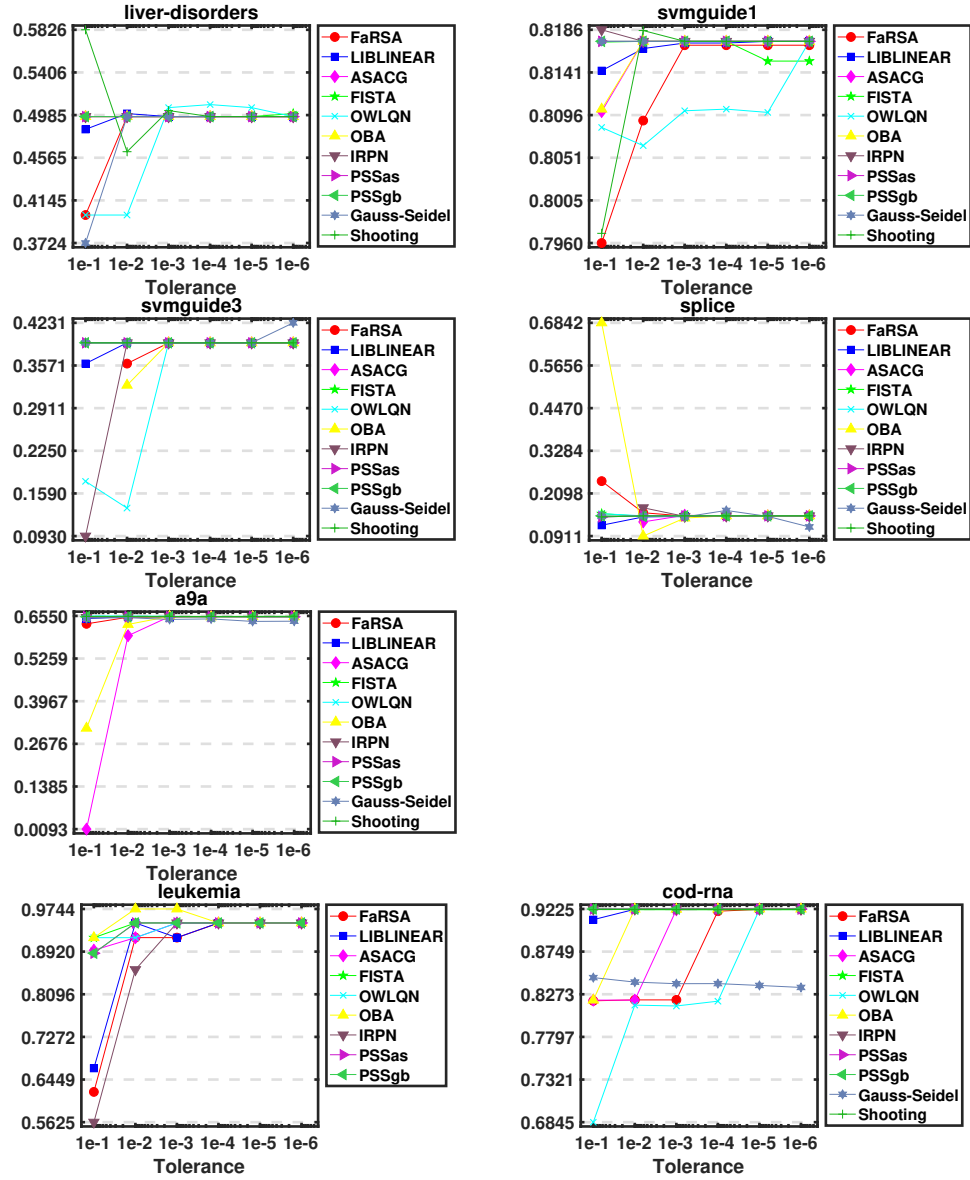 liver-disorders
0.5826
0.5406
0.4985
0.4565
0.4145
0.3724
1e-1 1e-2 1e-3 1e-4 1e-5 1e-6
Tolerance
FaRSA
LIBLINEAR
ASACG
FISTA
OWLQN
OBA
IRPN
PSSas
PSSgb
Gauss-Seidel
Shooting
svmguide1
0.8186
0.8141
0.8096
0.8051
0.8005
0.7960
1e-1 1e-2 1e-3 1e-4 1e-5 1e-6
Tolerance
FaRSA
LIBLINEAR
ASACG
FISTA
OWLQN
OBA
IRPN
PSSas
PSSgb
Gauss-Seidel
Shooting
svmguide3
0.4231
0.3571
0.2911
0.2250
0.1590
0.0930
1e-1 1e-2 1e-3 1e-4 1e-5 1e-6
Tolerance
FaRSA
LIBLINEAR
ASACG
FISTA
OWLQN
OBA
IRPN
PSSas
PSSgb
Gauss-Seidel
Shooting
splice
0.6842
0.5656
0.4470
0.3284
0.2098
0.0911
1e-1 1e-2 1e-3 1e-4 1e-5 1e-6
Tolerance
FaRSA
LIBLINEAR
ASACG
FISTA
OWLQN
OBA
IRPN
PSSas
PSSgb
Gauss-Seidel
Shooting
a9a
0.6550
0.5259
0.3967
0.2676
0.1385
0.0093
1e-1 1e-2 1e-3 1e-4 1e-5 1e-6
Tolerance
FaRSA
LIBLINEAR
ASACG
FISTA
OWLQN
OBA
IRPN
PSSas
PSSgb
Gauss-Seidel
Shooting
leukemia
0.9744
0.8920
0.8096
0.7272
0.6449
0.5625
1e-1 1e-2 1e-3 1e-4 1e-5 1e-6
Tolerance
FaRSA
LIBLINEAR
ASACG
FISTA
OWLQN
OBA
IRPN
PSSas
PSSgb
cod-rna
0.9225
0.8749
0.8273
0.7797
0.7321
0.6845
1e-1 1e-2 1e-3 1e-4 1e-5 1e-6
Tolerance
FaRSA
LIBLINEAR
ASACG
FISTA
OWLQN
OBA
IRPN
PSSas
PSSgb
Gauss-Seidel
Shooting